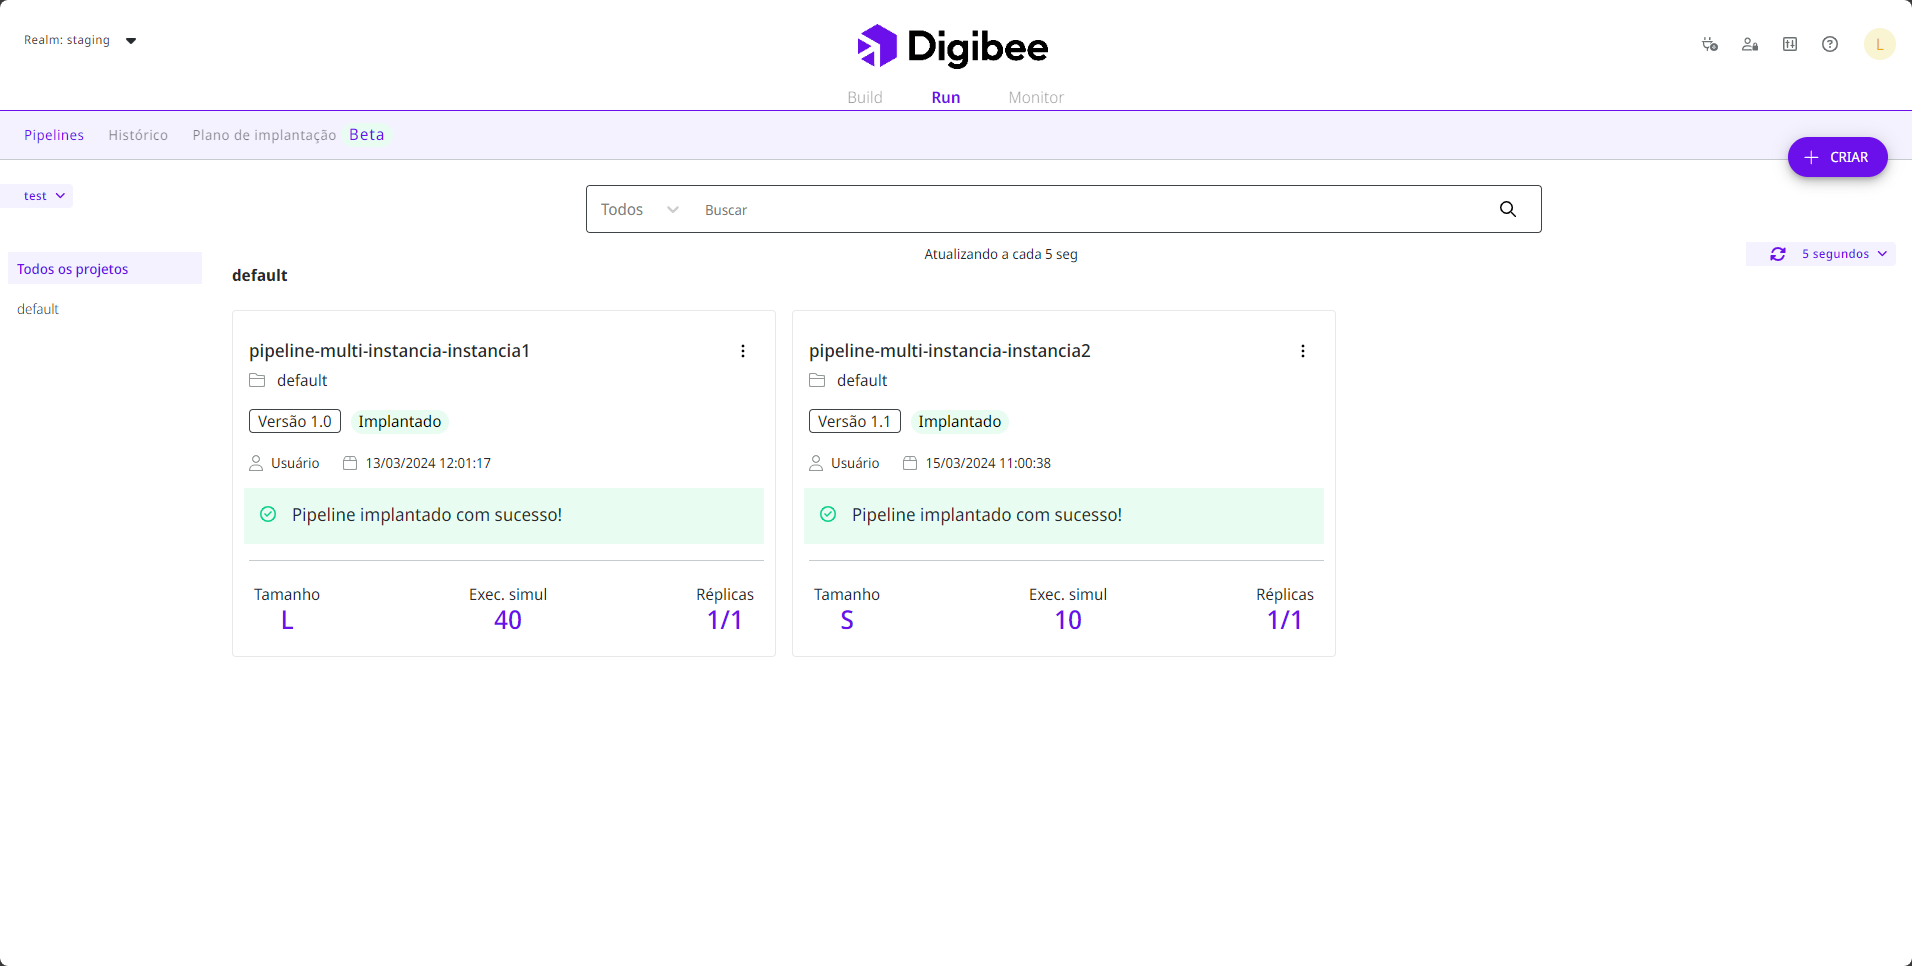 Realm: staging
Digibee
L
Build Run Monitor
Pipelines Histórico Plano de implantação Beta
CRIAR
test
Todos Buscar
Atualizando a cada 5 seg
5 segundos
Todos os projetos
default
default
pipeline-multi-instancia-instancia1
default
Versão 1.0 Implantado
Usuário 13/03/2024 12:01:17
Pipeline implantado com sucesso!
Tamanho Exec. simul Réplicas
L 40 1/1
pipeline-multi-instancia-instancia2
default
Versão 1.1 Implantado
Usuário 15/03/2024 11:00:38
Pipeline implantado com sucesso!
Tamanho Exec. simul Réplicas
S 10 1/1